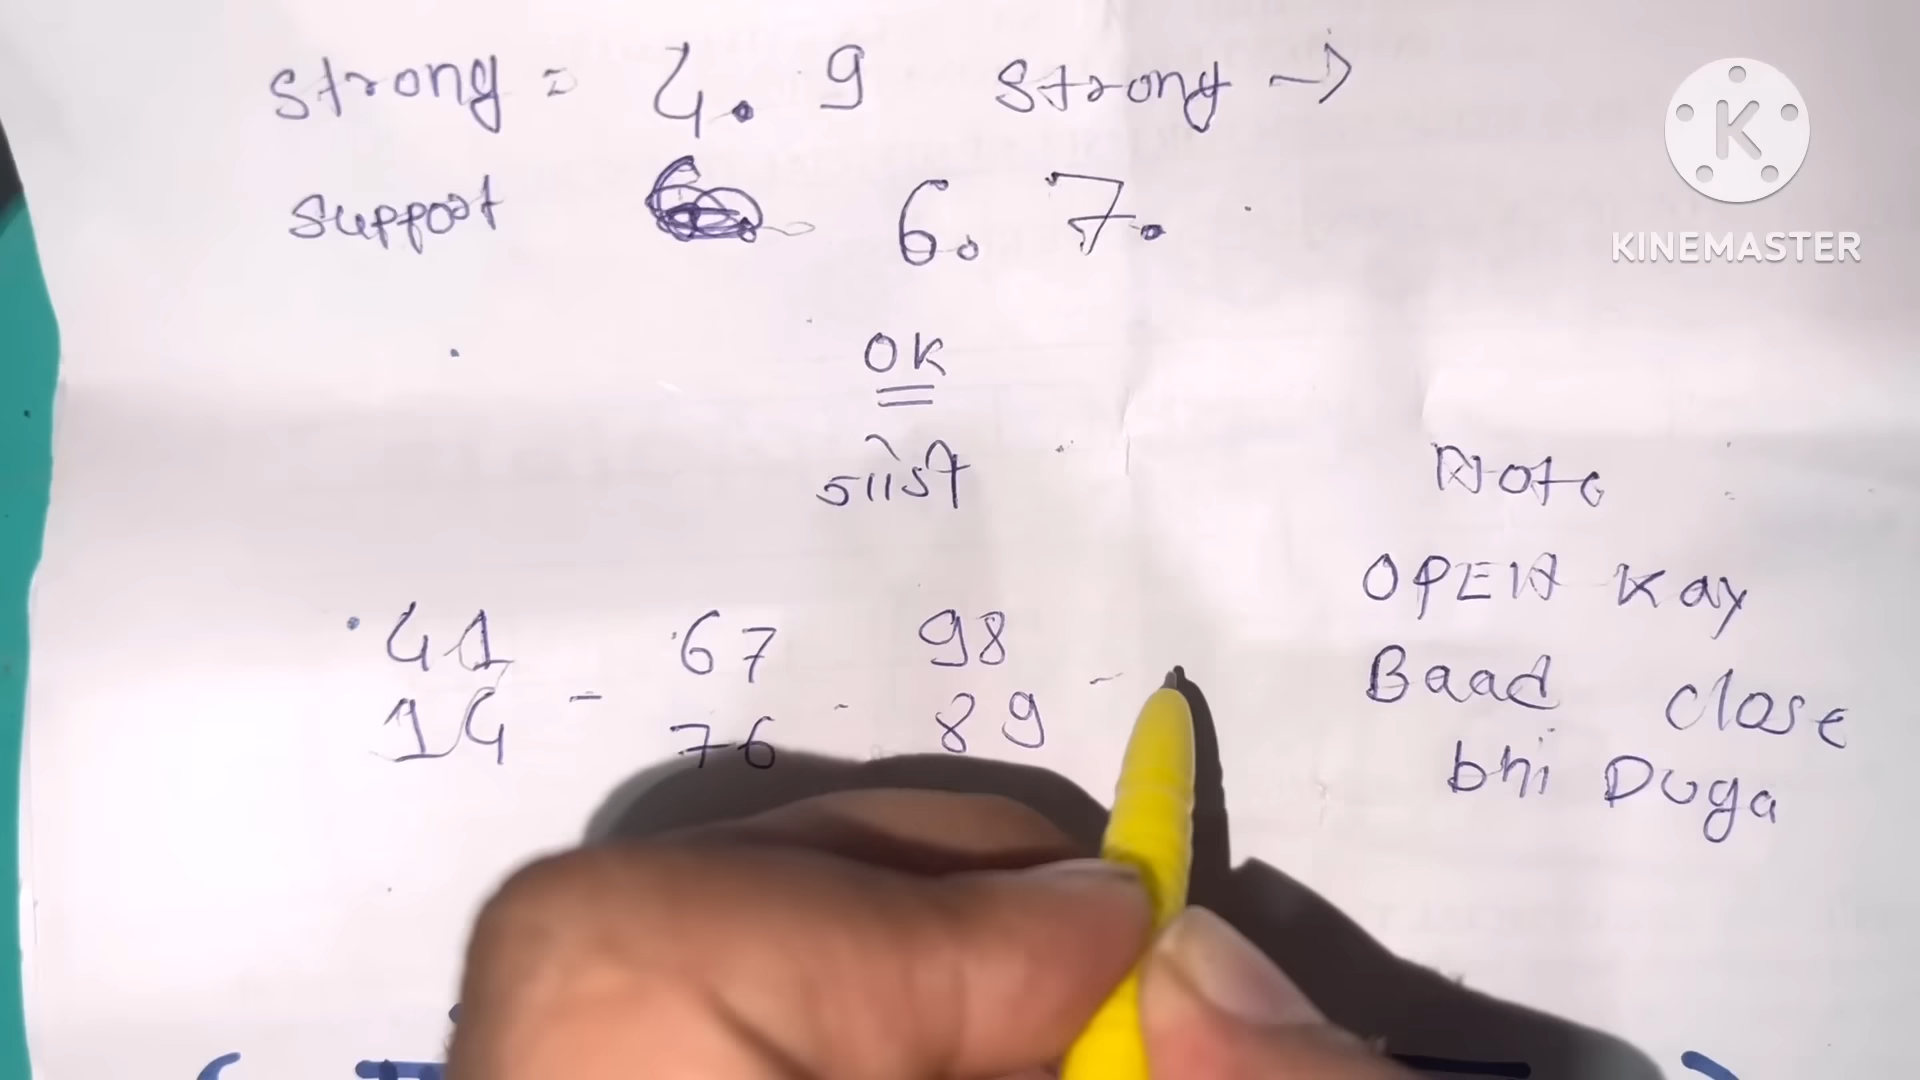 strong = 4. 9 strong →
support 6. 7.
OK
जोडी
41 67 98
14 - 76 - 89 -
Note
OPEN Kay
Baad close
bhi Duga
K
KINEMASTER